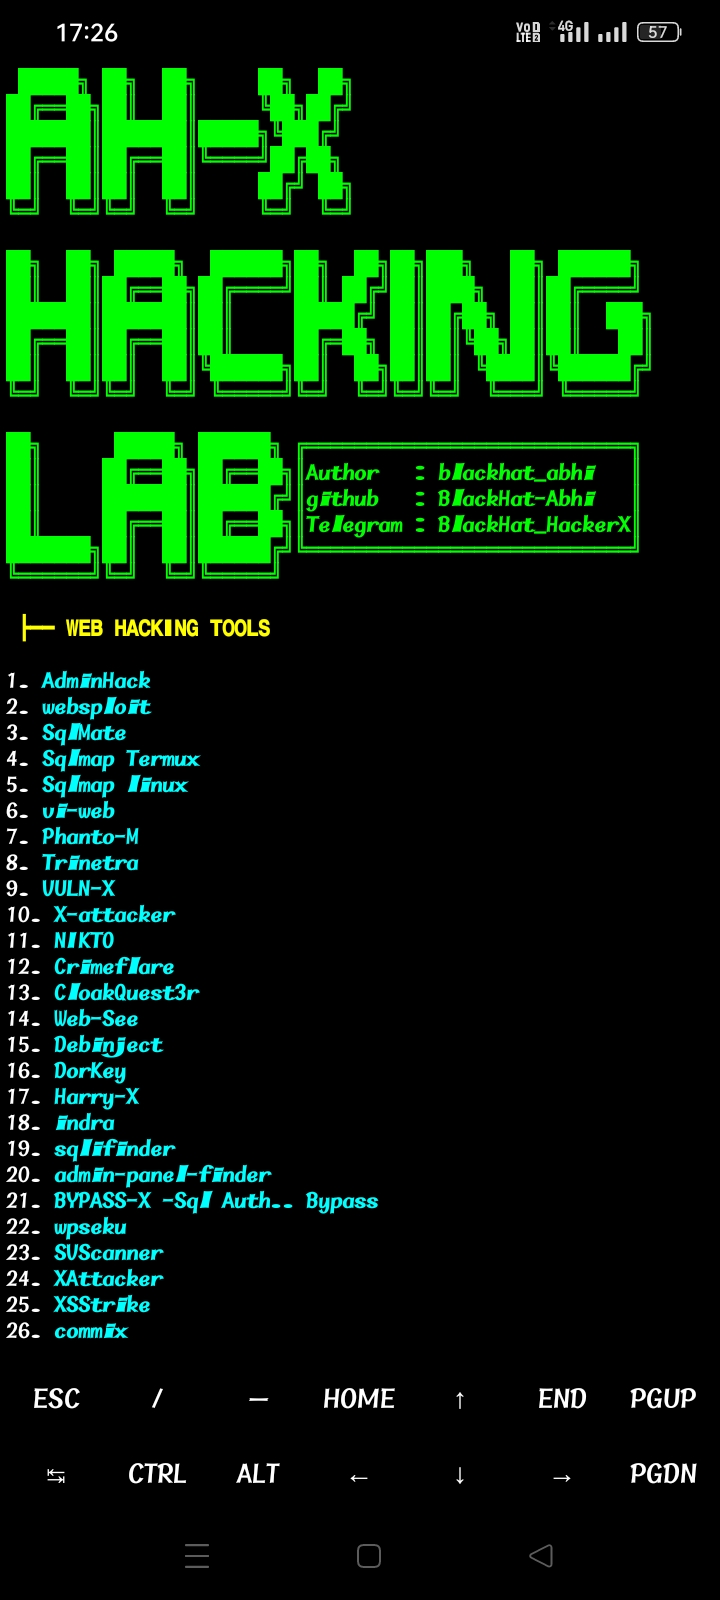 17:26 VoD LTE2 4G 57
AH-X
HACKING
LAB
Author : blackhat_abhi
github : BlackHat-Abhi
Telegram : BlackHat_HackerX
├── WEB HACKING TOOLS
1. AdminHack
2. websploit
3. SqlMate
4. Sqlmap Termux
5. Sqlmap linux
6. vi-web
7. Phanto-M
8. Trinetra
9. VULN-X
10. X-attacker
11. NIKTO
12. Crimeflare
13. CloakQuest3r
14. Web-See
15. Debinject
16. DorKey
17. Harry-X
18. indra
19. sqlifinder
20. admin-panel-finder
21. BYPASS-X -Sql Auth.. Bypass
22. wpseku
23. SVScanner
24. XAttacker
25. XSStrike
26. commix
ESC / — HOME ↑ END PGUP
↹ CTRL ALT ← ↓ → PGDN